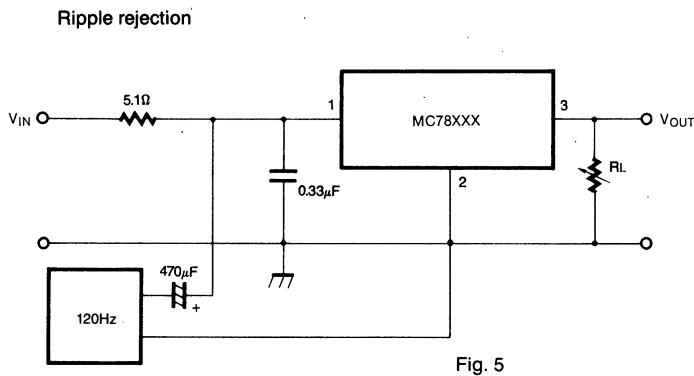 Ripple rejection
5.1Ω
VIN
1
MC78XXX
3
VOUT
0.33μF
2
RL
470μF
+
120Hz
Fig. 5